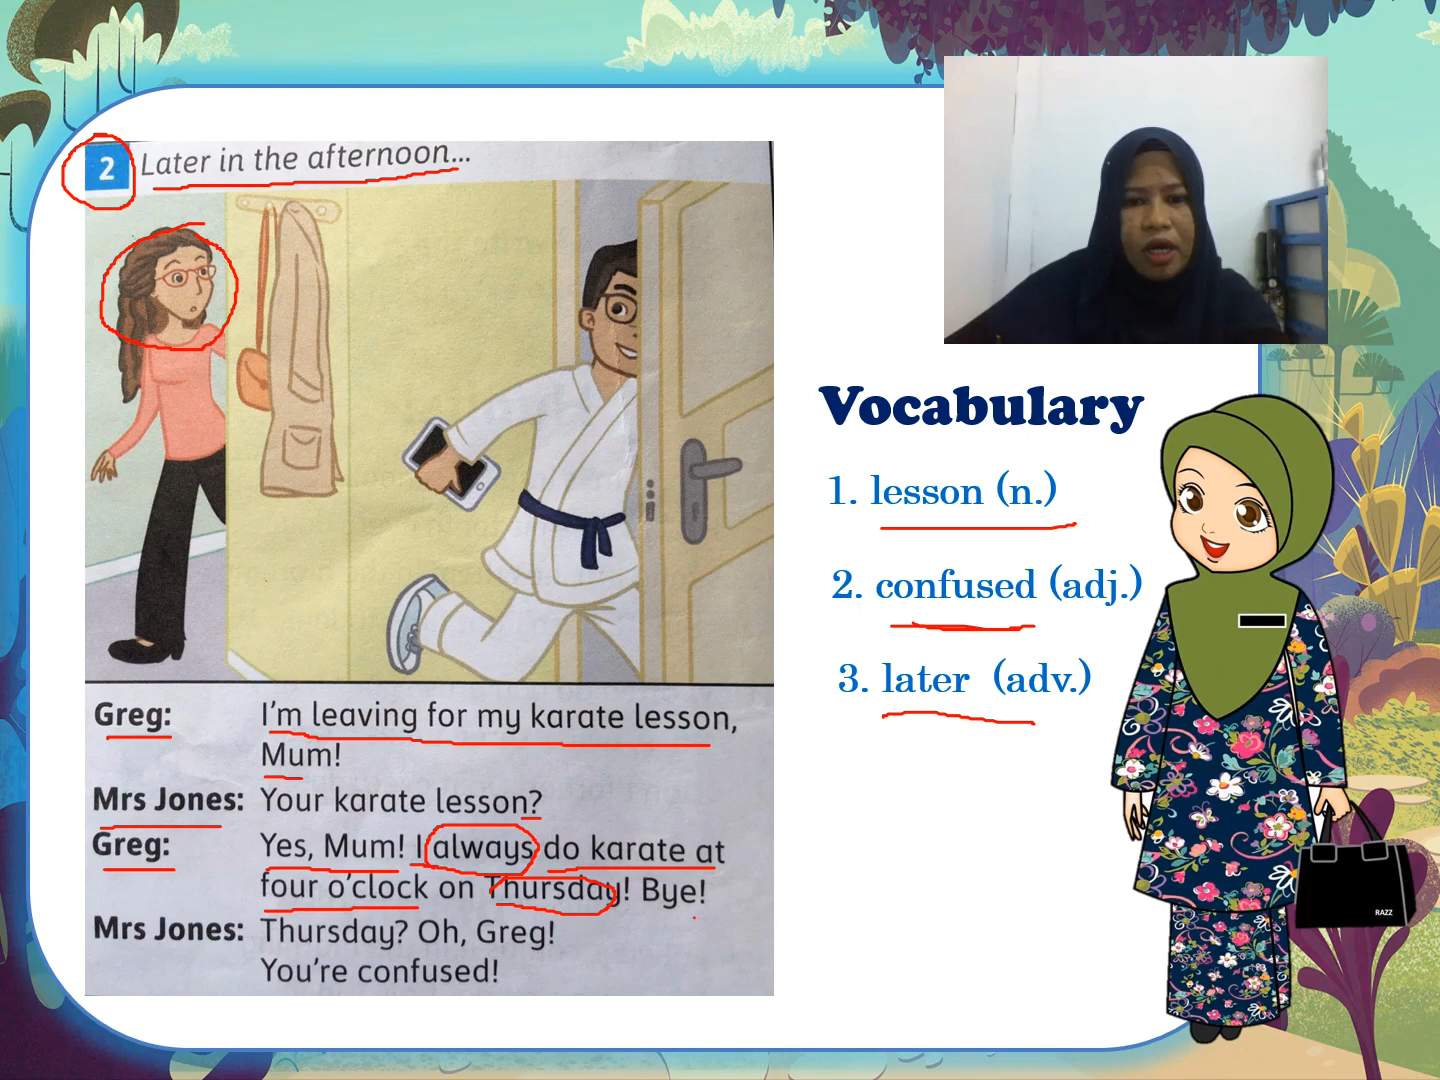 2 Later in the afternoon...
Greg: I'm leaving for my karate lesson,
Mum!
Mrs Jones: Your karate lesson?
Greg: Yes, Mum! I always do karate at
four o'clock on Thursday! Bye!
Mrs Jones: Thursday? Oh, Greg!
You're confused!
Vocabulary
1. lesson (n.)
2. confused (adj.)
3. later (adv.)
RAZZ